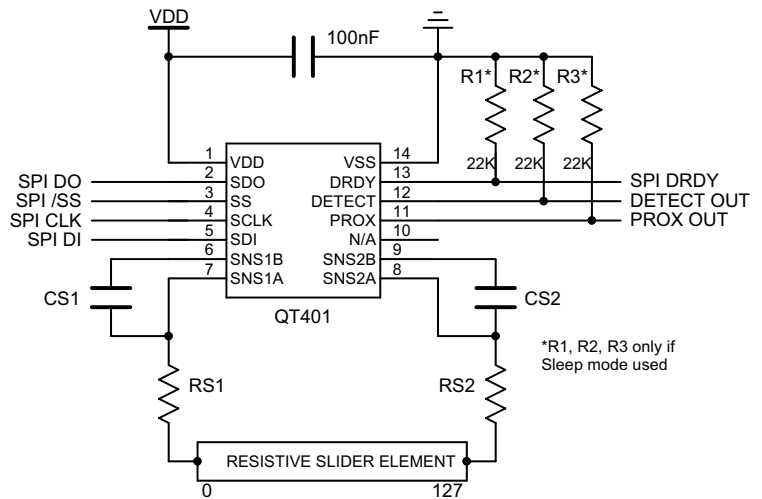 VDD
100nF
R1* R2* R3*
22K 22K 22K
1 VDD VSS 14
SPI DO 2 SDO DRDY 13 SPI DRDY
SPI /SS 3 SS DETECT 12 DETECT OUT
SPI CLK 4 SCLK PROX 11 PROX OUT
SPI DI 5 SDI N/A 10
6 SNS1B SNS2B 9
7 SNS1A SNS2A 8
CS1 CS2
QT401
*R1, R2, R3 only if
Sleep mode used
RS1 RS2
RESISTIVE SLIDER ELEMENT
0 127